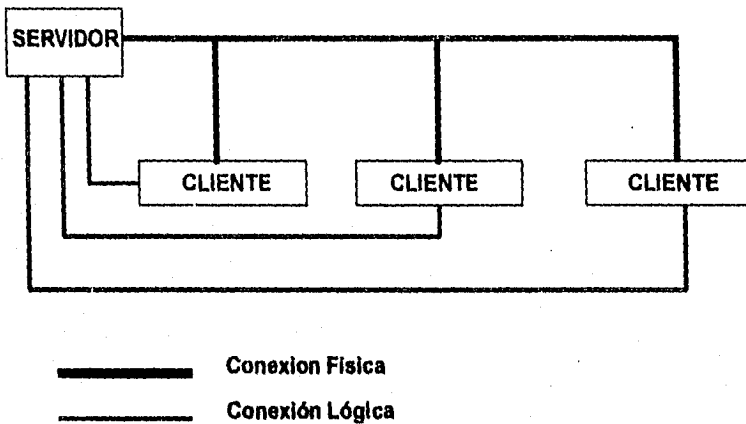 SERVIDOR
CLIENTE CLIENTE CLIENTE
Conexion Fisica
Conexión Lógica